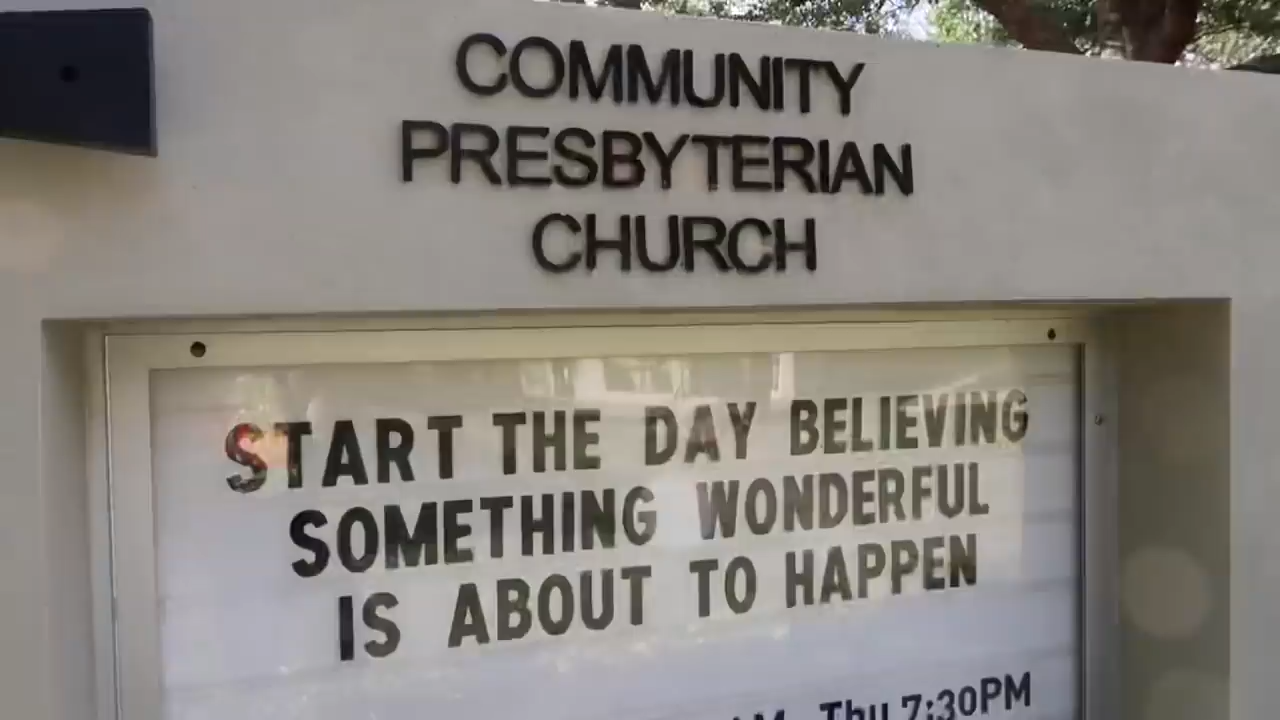 COMMUNITY
PRESBYTERIAN
CHURCH
START THE DAY BELIEVING
SOMETHING WONDERFUL
IS ABOUT TO HAPPEN
Thu 7:30PM